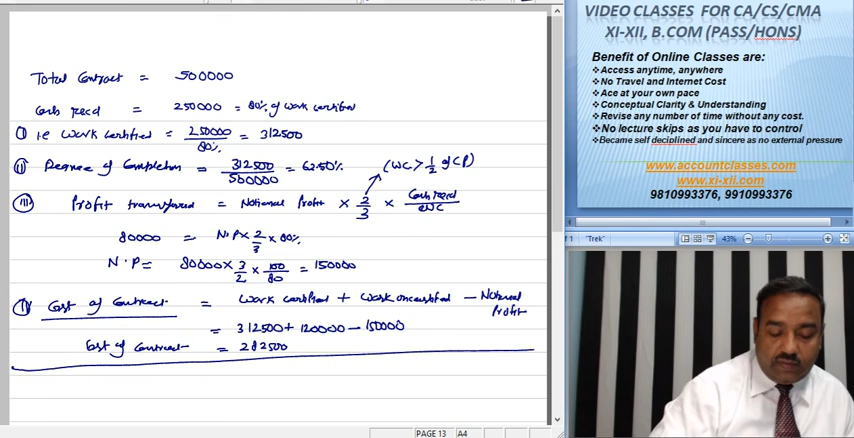 Total Contract = 500000
Cash Recd = 250000 = 80% of work certified
(I) i.e Work Certified = 250000 / 80% = 312500
(II) Degree of Completion = 312500 / 500000 = 62.50% (WC > 1/2 of CP)
(III) Profit transferred = Notional Profit × 2/3 × Cash Recd / WC
80000 = N.P × 2/3 × 80%
N.P = 80000 × 3/2 × 100/80 = 150000
(IV) Cost of Contract = Work certified + Work uncertified - Notional Profit
= 312500 + 120000 - 150000
Cost of Contract = 282500
PAGE 13 A4
VIDEO CLASSES FOR CA/CS/CMA
XI-XII, B.COM (PASS/HONS)
Benefit of Online Classes are:
❖Access anytime, anywhere
❖No Travel and Internet Cost
❖Ace at your own pace
❖Conceptual Clarity & Understanding
❖Revise any number of time without any cost.
❖No lecture skips as you have to control
❖Became self deciplined and sincere as no external pressure
www.accountclasses.com
www.xi-xii.com
9810993376, 9910993376
of 1 "Trek" 43%